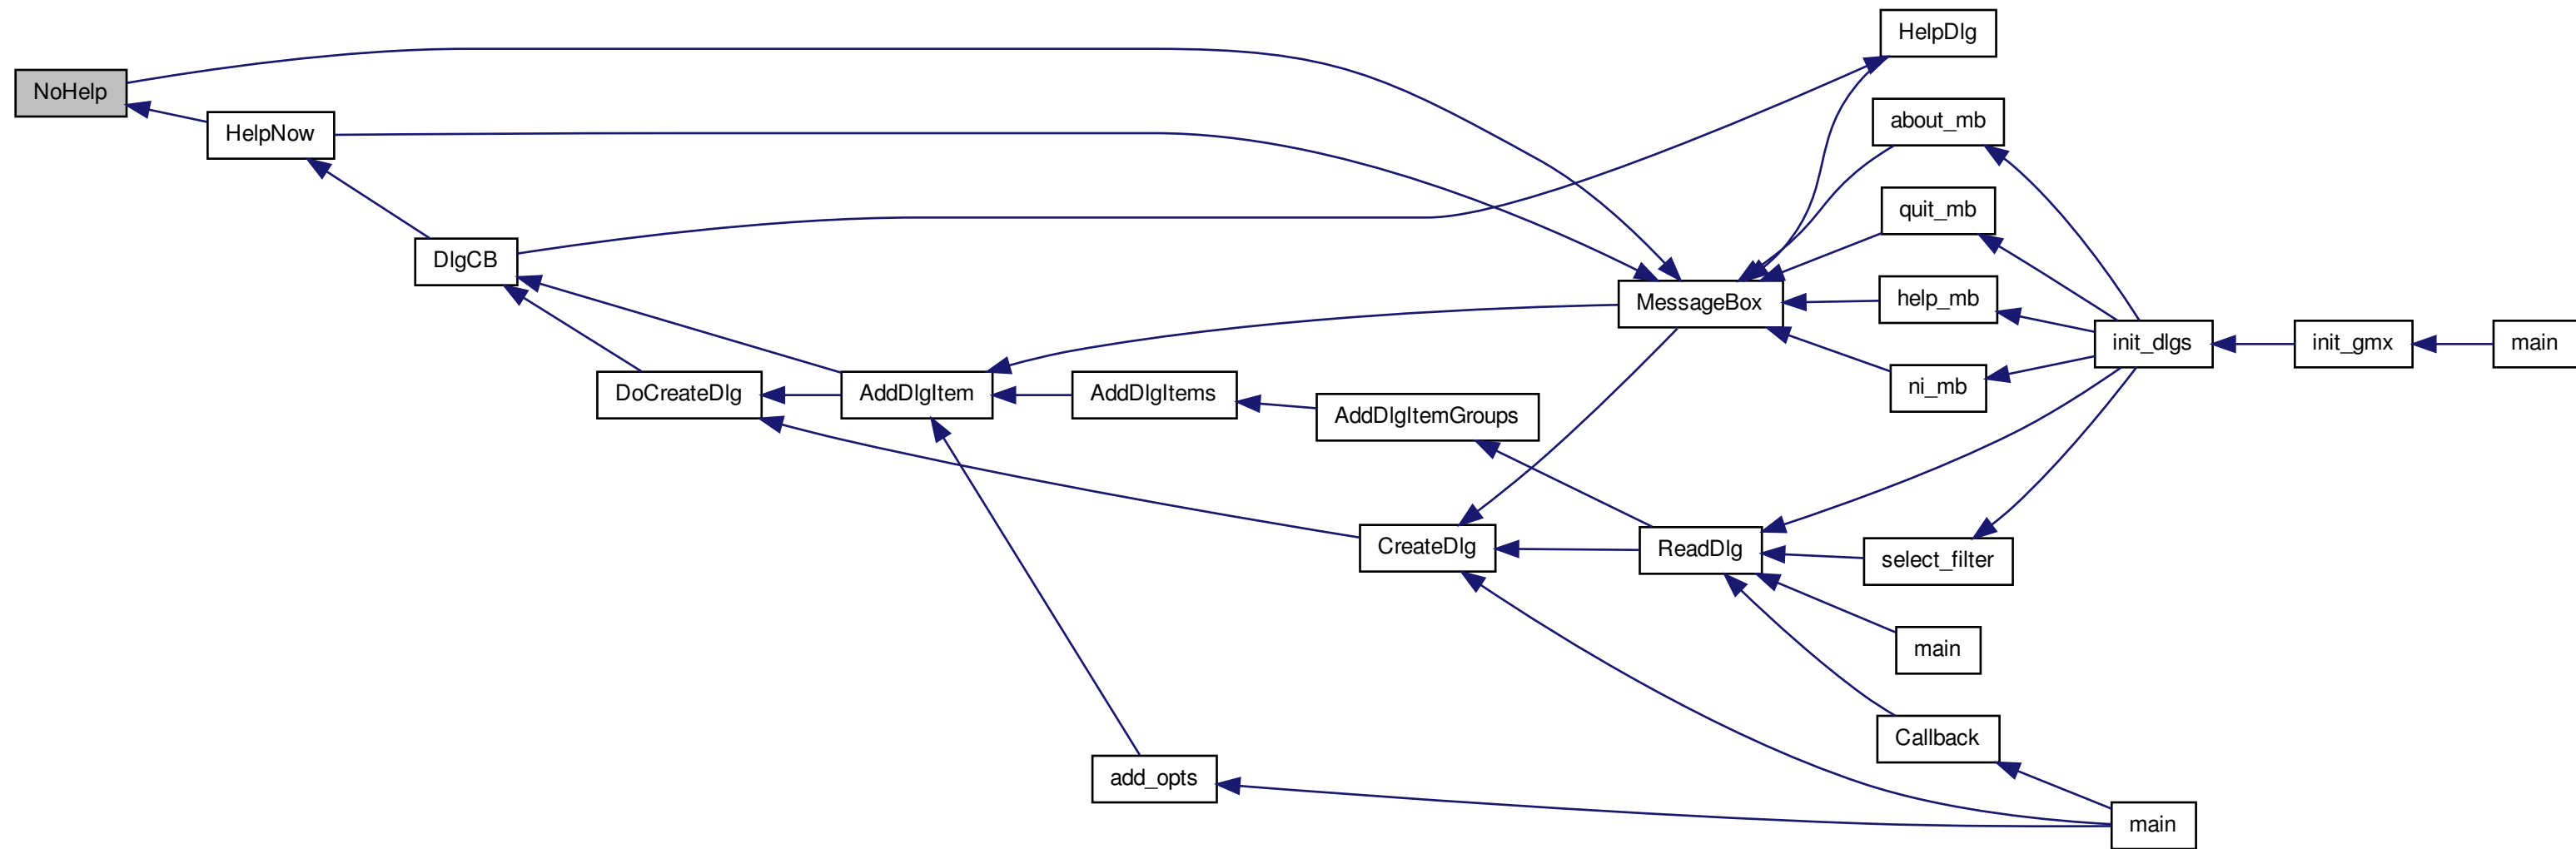 HelpDlg
NoHelp
about_mb
HelpNow
quit_mb
DlgCB
MessageBox
help_mb
init_dlgs
init_gmx
main
DoCreateDlg
AddDlgItem
AddDlgItems
ni_mb
AddDlgItemGroups
CreateDlg
ReadDlg
select_filter
main
Callback
add_opts
main